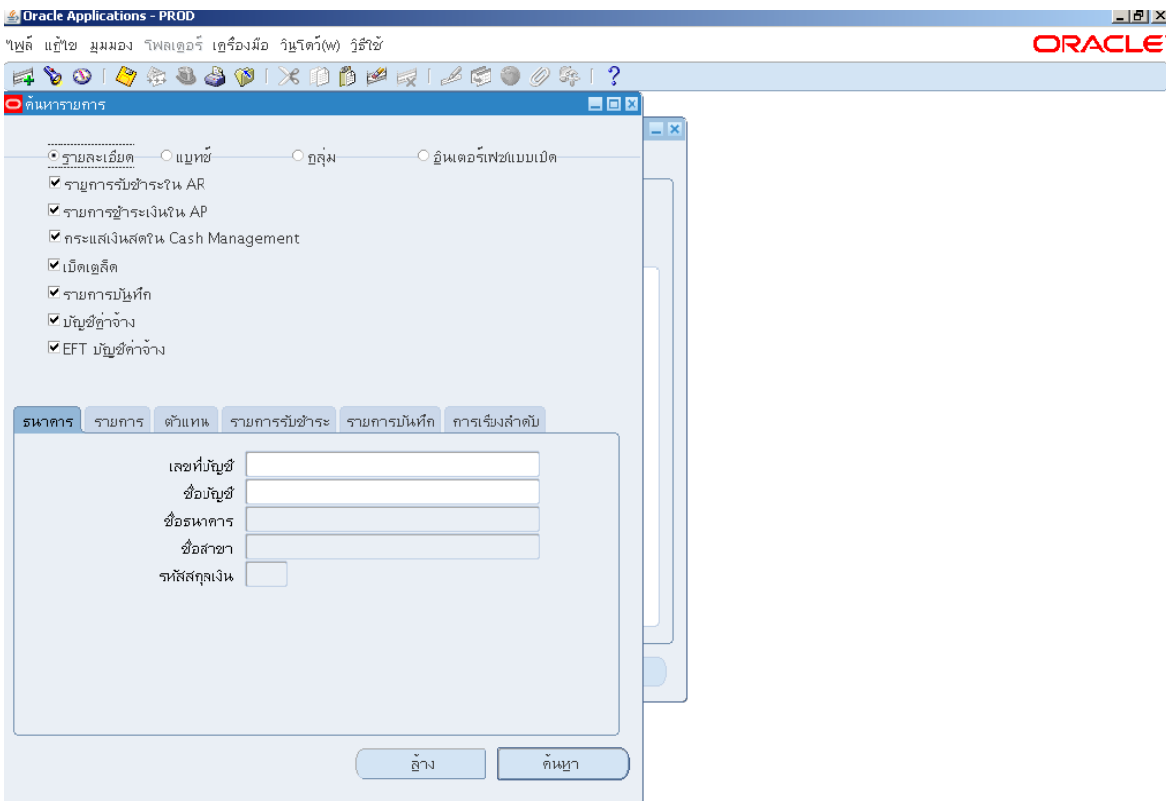 Oracle Applications - PROD
ไฟล์ แก้ไข มุมมอง โฟลเดอร์ เครื่องมือ วินโดว์(w) วิธีใช้
ORACLE
ค้นหารายการ
รายละเอียด แบทช์ กลุ่ม อินเตอร์เฟซแบบเปิด
รายการรับชำระใน AR
รายการชำระเงินใน AP
กระแสเงินสดใน Cash Management
เบ็ดเตล็ด
รายการบันทึก
บัญชีค่าจ้าง
EFT บัญชีค่าจ้าง
ธนาคาร รายการ ตัวแทน รายการรับชำระ รายการบันทึก การเรียงลำดับ
เลขที่บัญชี
ชื่อบัญชี
ชื่อธนาคาร
ชื่อสาขา
รหัสสกุลเงิน
ล้าง ค้นหา